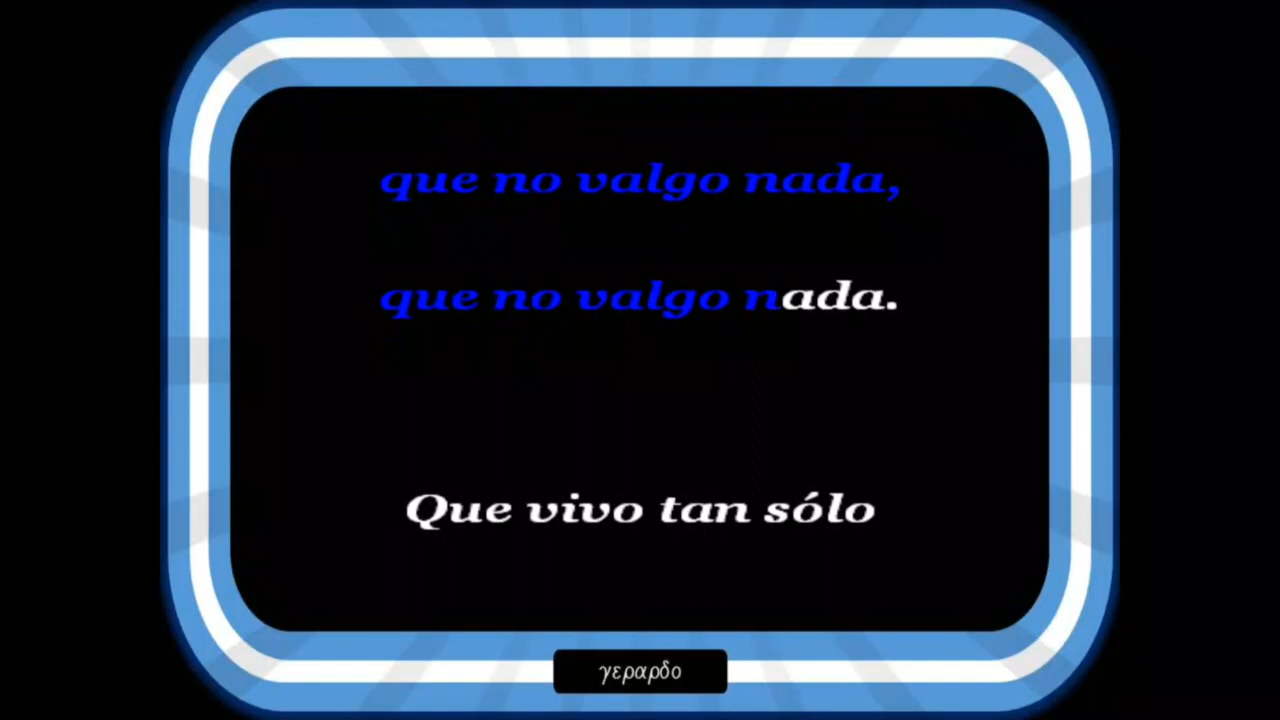 que no valgo nada,
que no valgo nada.
Que vivo tan sólo
γεραρδο